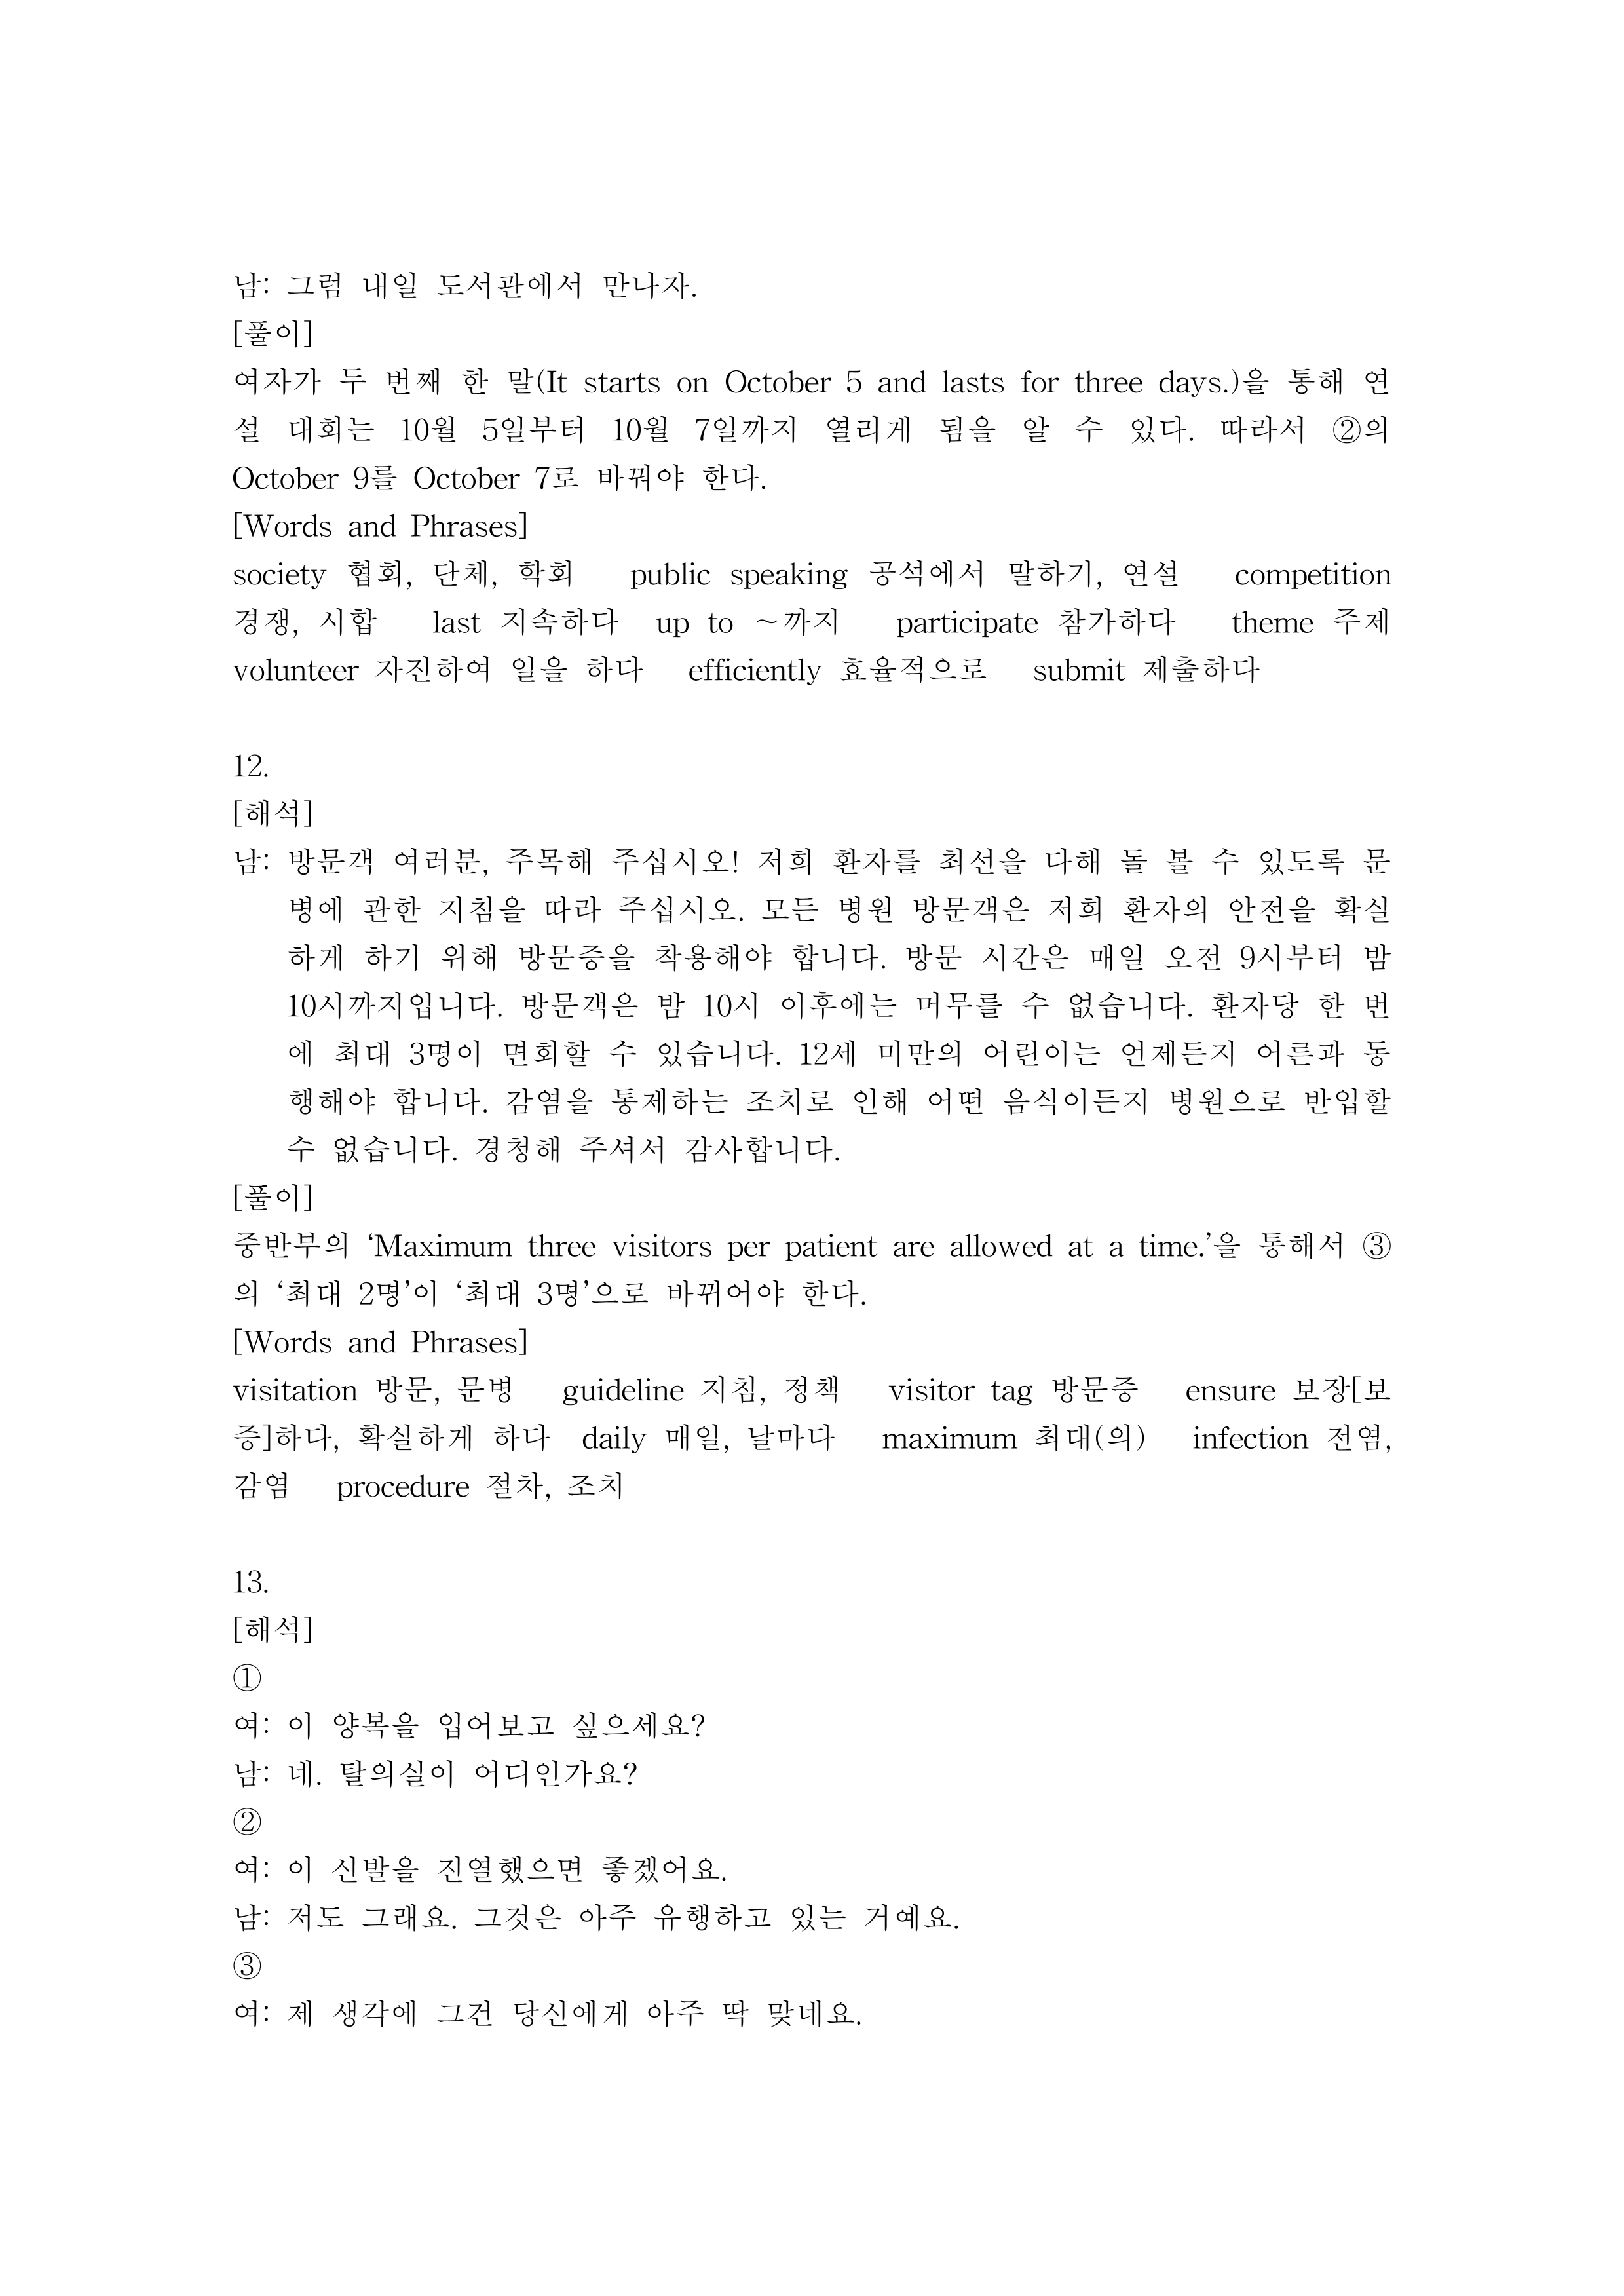 남: 그럼 내일 도서관에서 만나자.
[풀이]
여자가 두 번째 한 말(It starts on October 5 and lasts for three days.)을 통해 연
설 대회는 10월 5일부터 10월 7일까지 열리게 됨을 알 수 있다. 따라서 ②의
October 9를 October 7로 바꿔야 한다.
[Words and Phrases]
society 협회, 단체, 학회 public speaking 공석에서 말하기, 연설 competition
경쟁, 시합 last 지속하다 up to ~까지 participate 참가하다 theme 주제
volunteer 자진하여 일을 하다 efficiently 효율적으로 submit 제출하다
12.
[해석]
남: 방문객 여러분, 주목해 주십시오! 저희 환자를 최선을 다해 돌 볼 수 있도록 문
병에 관한 지침을 따라 주십시오. 모든 병원 방문객은 저희 환자의 안전을 확실
하게 하기 위해 방문증을 착용해야 합니다. 방문 시간은 매일 오전 9시부터 밤
10시까지입니다. 방문객은 밤 10시 이후에는 머무를 수 없습니다. 환자당 한 번
에 최대 3명이 면회할 수 있습니다. 12세 미만의 어린이는 언제든지 어른과 동
행해야 합니다. 감염을 통제하는 조치로 인해 어떤 음식이든지 병원으로 반입할
수 없습니다. 경청해 주셔서 감사합니다.
[풀이]
중반부의 ‘Maximum three visitors per patient are allowed at a time.’을 통해서 ③
의 ‘최대 2명’이 ‘최대 3명’으로 바뀌어야 한다.
[Words and Phrases]
visitation 방문, 문병 guideline 지침, 정책 visitor tag 방문증 ensure 보장[보
증]하다, 확실하게 하다 daily 매일, 날마다 maximum 최대(의) infection 전염,
감염 procedure 절차, 조치
13.
[해석]
①
여: 이 양복을 입어보고 싶으세요?
남: 네. 탈의실이 어디인가요?
②
여: 이 신발을 진열했으면 좋겠어요.
남: 저도 그래요. 그것은 아주 유행하고 있는 거예요.
③
여: 제 생각에 그건 당신에게 아주 딱 맞네요.